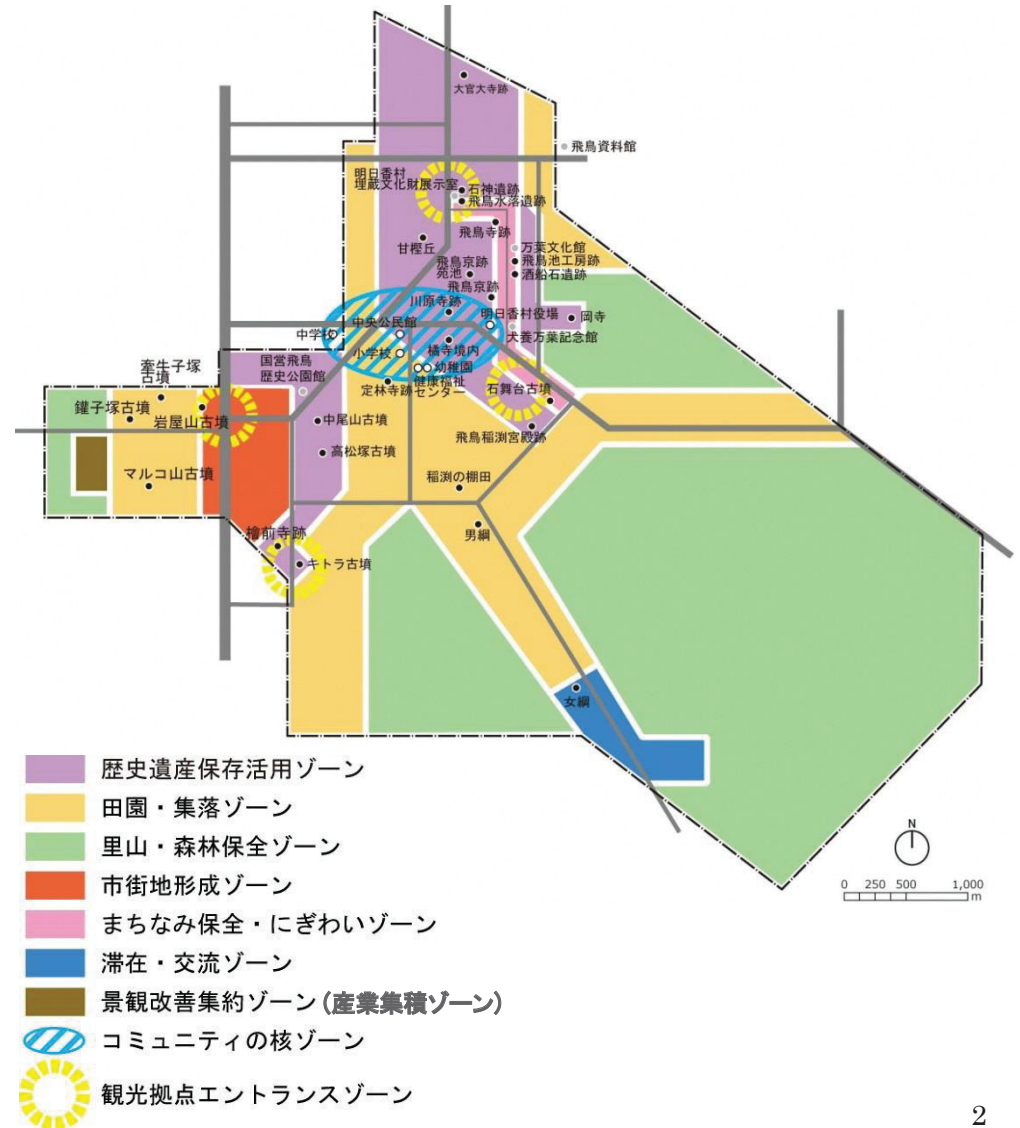 大官大寺跡
飛鳥資料館
明日香村
埋蔵文化財展示室
石神遺跡
飛鳥水落遺跡
飛鳥寺跡
甘樫丘
万葉文化館
飛鳥京跡
苑池
飛鳥池工房跡
酒船石遺跡
飛鳥京跡
川原寺跡
岡寺
中央公民館
明日香村役場
中学校
犬養万葉記念館
小学校
橘寺境内
国営飛鳥
歴史公園館
幼稚園
牽牛子塚
古墳
定林寺跡
健康福祉
センター
石舞台古墳
鑵子塚古墳
岩屋山古墳
中尾山古墳
飛鳥稲渕宮殿跡
高松塚古墳
マルコ山古墳
稲渕の棚田
男綱
檜前寺跡
キトラ古墳
女綱
歴史遺産保存活用ゾーン
田園・集落ゾーン
里山・森林保全ゾーン
市街地形成ゾーン
まちなみ保全・にぎわいゾーン
滞在・交流ゾーン
景観改善集約ゾーン(産業集積ゾーン)
コミュニティの核ゾーン
観光拠点エントランスゾーン
N
0 250 500 1,000
m
2